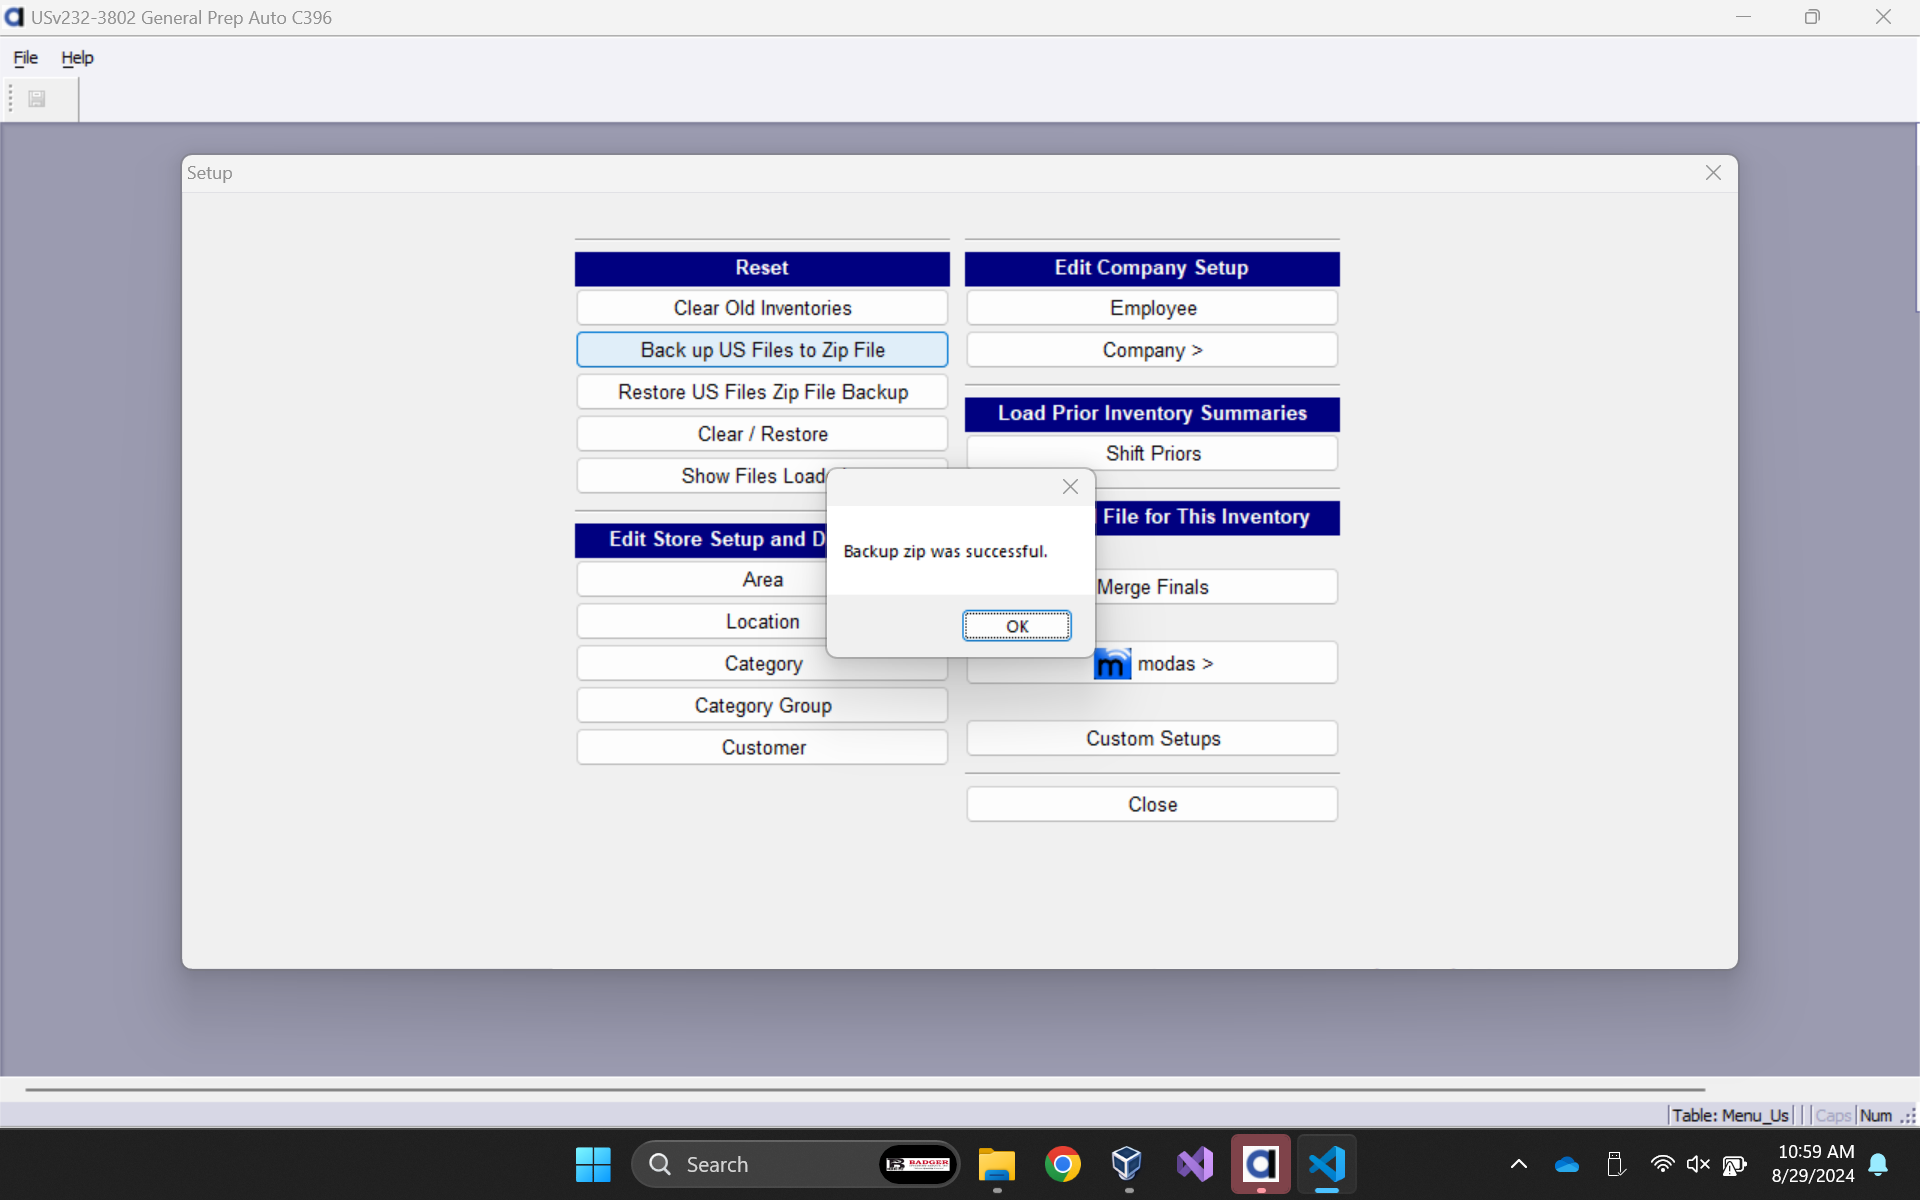 USv232-3802 General Prep Auto C396
File Help
Setup
Reset
Clear Old Inventories
Back up US Files to Zip File
Restore US Files Zip File Backup
Clear / Restore
Show Files Load
Edit Store Setup and D
Area
Location
Category
Category Group
Customer
Edit Company Setup
Employee
Company >
Load Prior Inventory Summaries
Shift Priors
File for This Inventory
Merge Finals
m modas >
Custom Setups
Close
Backup zip was successful.
OK
Table: Menu_Us Caps Num
Search
BADGER
10:59 AM
8/29/2024